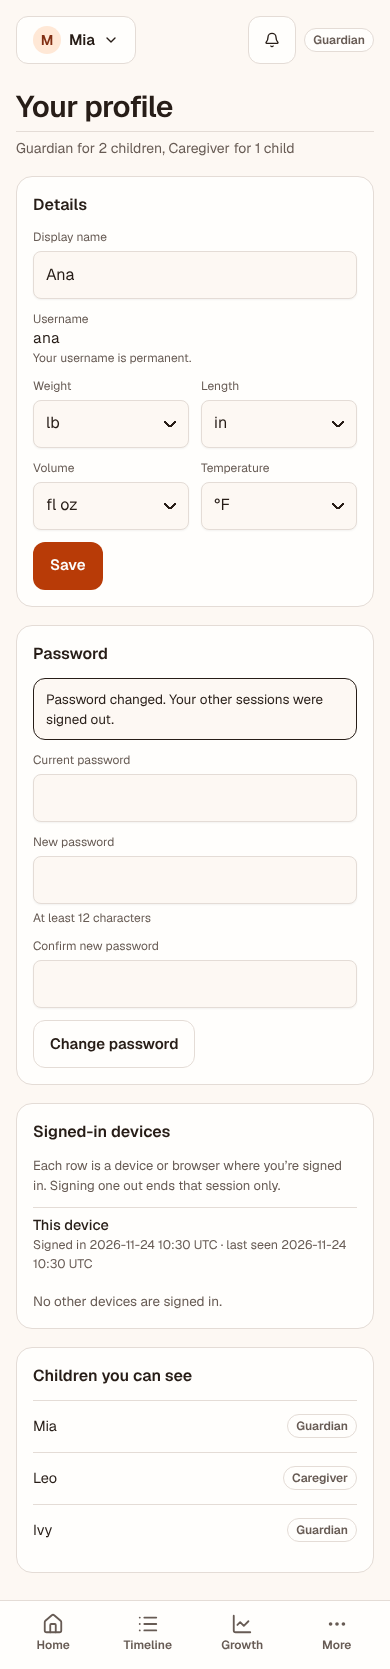 M Mia Guardian
Your profile
Guardian for 2 children, Caregiver for 1 child
Details
Display name
Ana
Username
ana
Your username is permanent.
Weight Length
lb in
Volume Temperature
fl oz °F
Save
Password
Password changed. Your other sessions were
signed out.
Current password
New password
At least 12 characters
Confirm new password
Change password
Signed-in devices
Each row is a device or browser where you're signed
in. Signing one out ends that session only.
This device
Signed in 2026-11-24 10:30 UTC · last seen 2026-11-24
10:30 UTC
No other devices are signed in.
Children you can see
Mia Guardian
Leo Caregiver
Ivy Guardian
Home Timeline Growth More